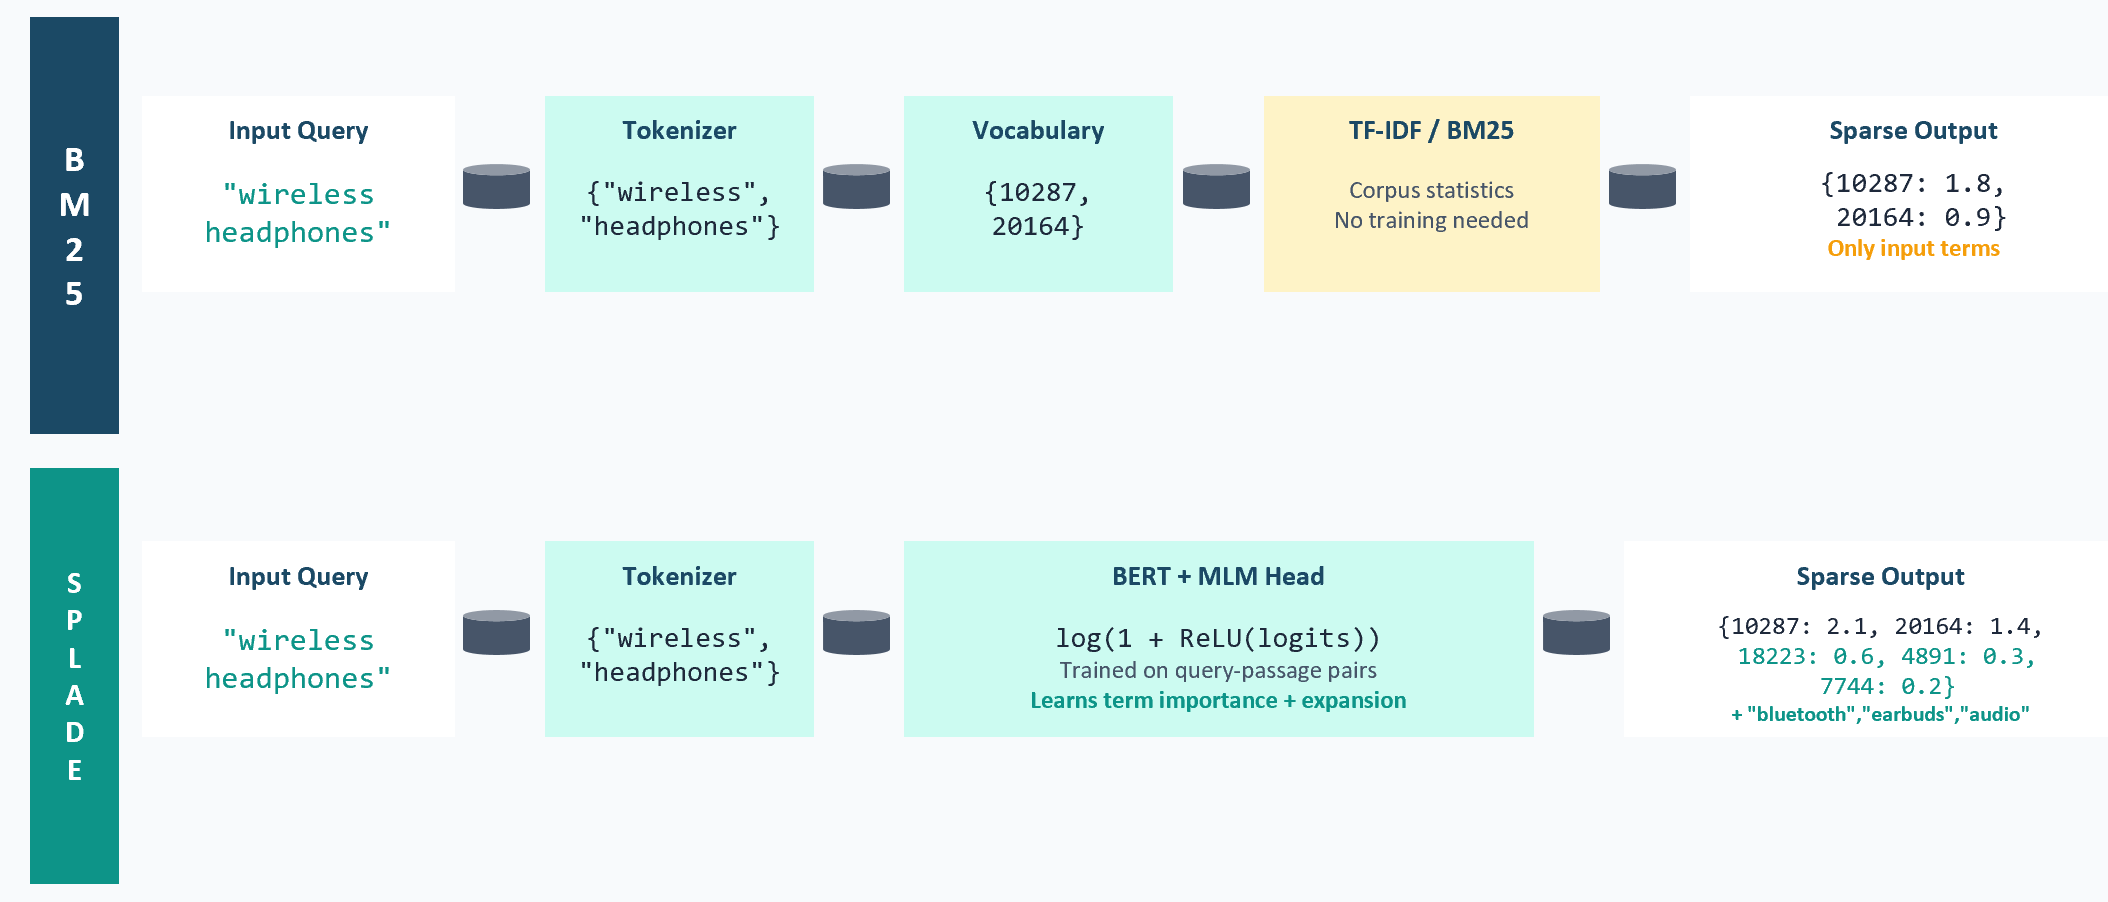 BM25
Input Query
"wireless
headphones"
Tokenizer
{"wireless",
"headphones"}
Vocabulary
{10287,
20164}
TF-IDF / BM25
Corpus statistics
No training needed
Sparse Output
{10287: 1.8,
20164: 0.9}
Only input terms
SPLADE
Input Query
"wireless
headphones"
Tokenizer
{"wireless",
"headphones"}
BERT + MLM Head
log(1 + ReLU(logits))
Trained on query-passage pairs
Learns term importance + expansion
Sparse Output
{10287: 2.1, 20164: 1.4,
18223: 0.6, 4891: 0.3,
7744: 0.2}
+ "bluetooth","earbuds","audio"